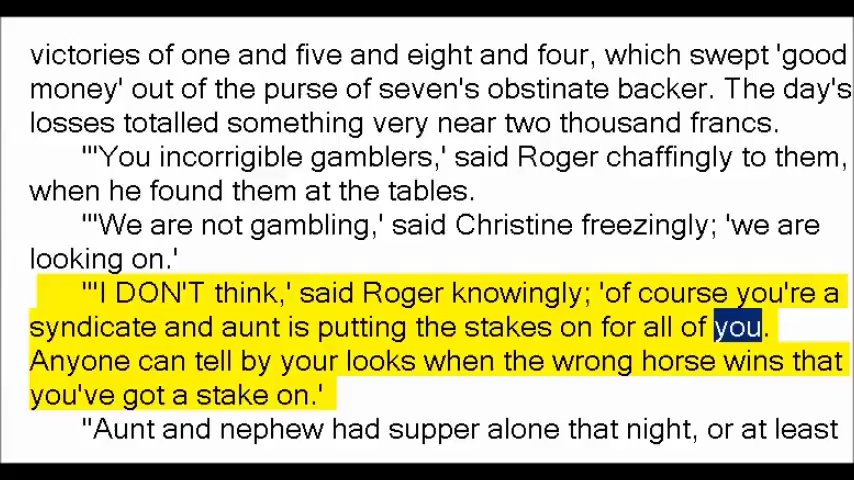 victories of one and five and eight and four, which swept 'good
money' out of the purse of seven's obstinate backer. The day's
losses totalled something very near two thousand francs.
"'You incorrigible gamblers,' said Roger chaffingly to them,
when he found them at the tables.
"'We are not gambling,' said Christine freezingly; 'we are
looking on.'
"'I DON'T think,' said Roger knowingly; 'of course you're a
syndicate and aunt is putting the stakes on for all of you.
Anyone can tell by your looks when the wrong horse wins that
you've got a stake on.'
"Aunt and nephew had supper alone that night, or at least